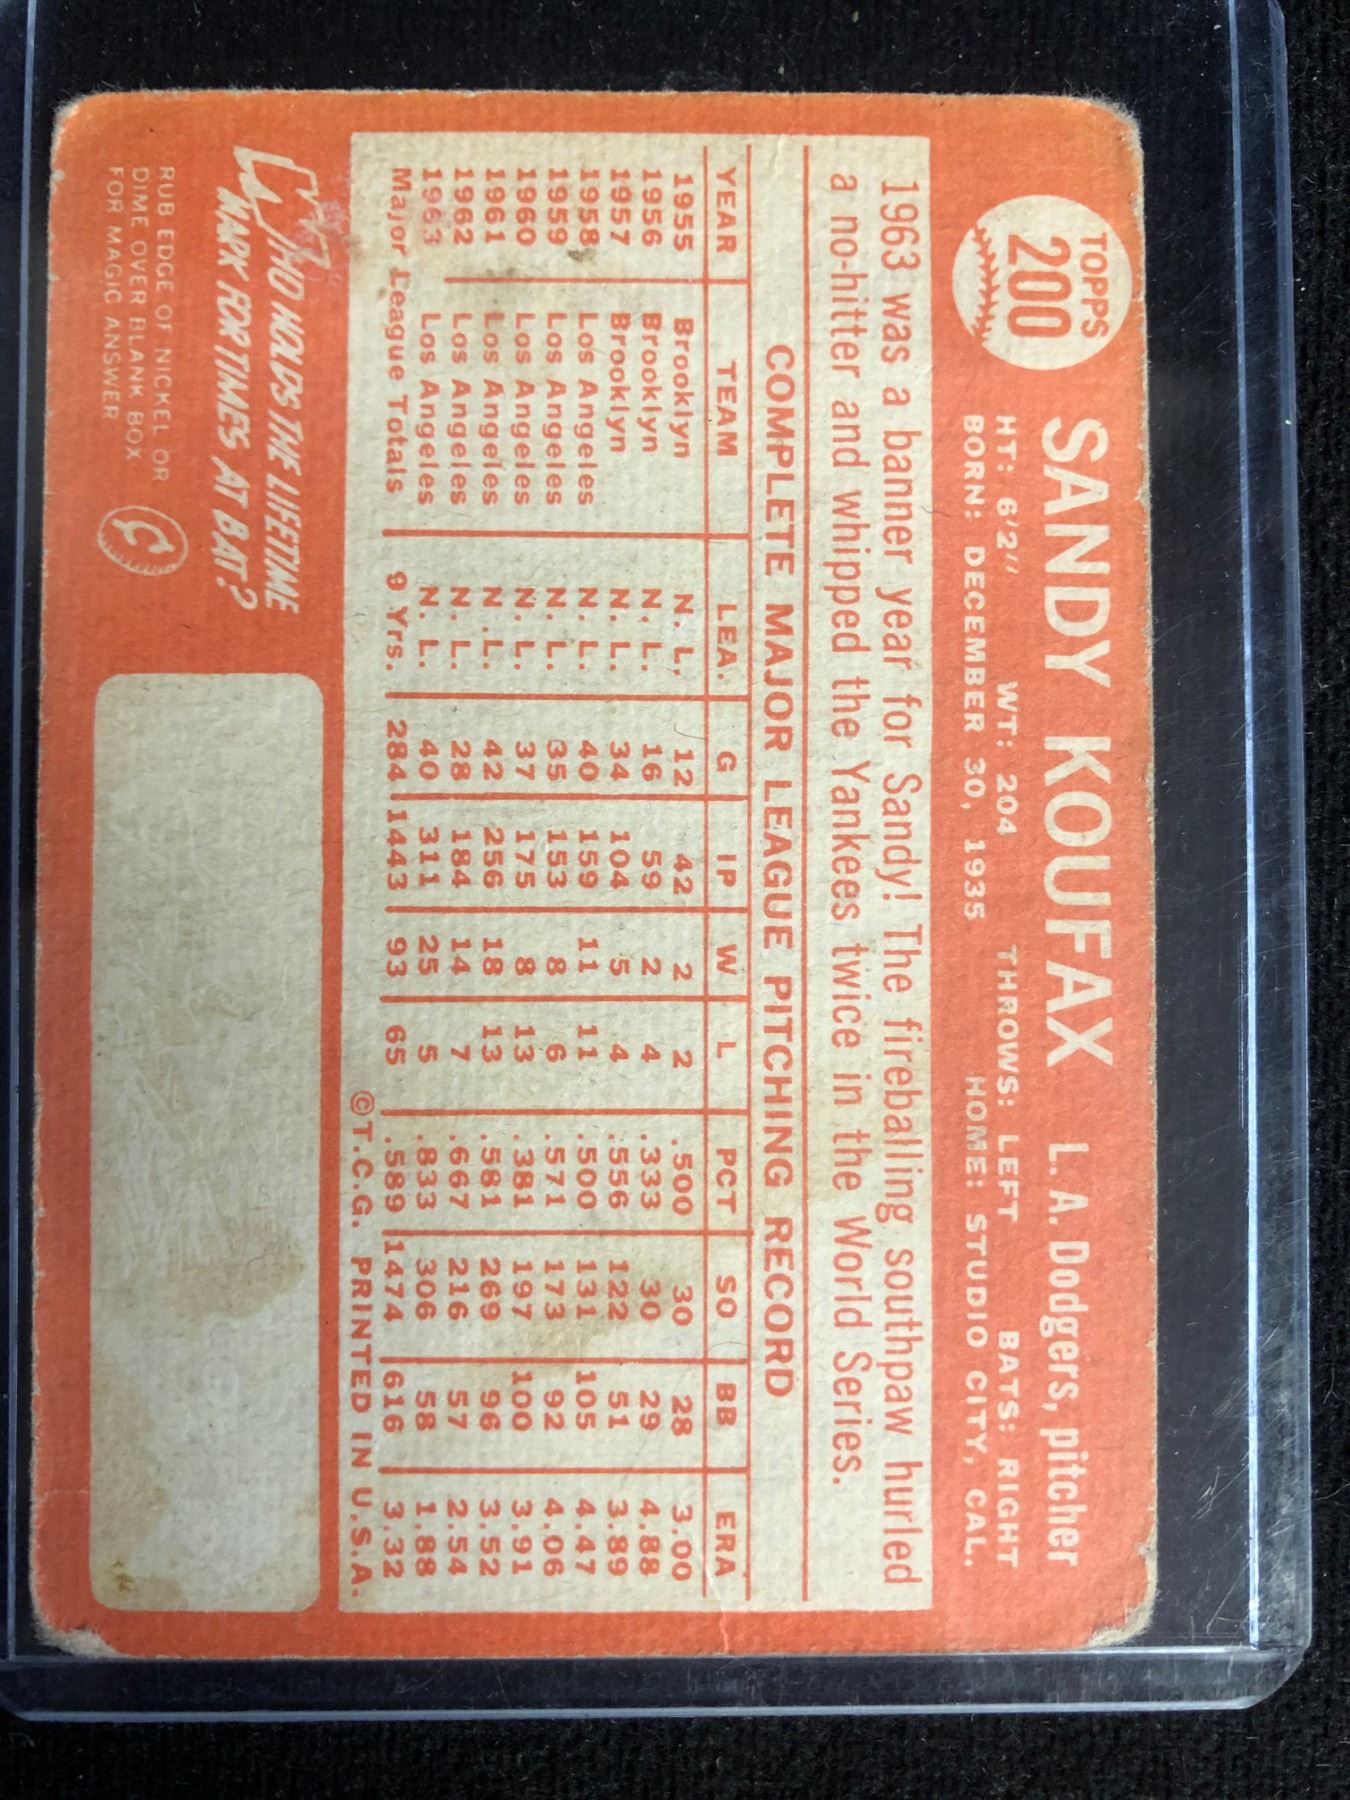 TOPPS
200
SANDY KOUFAX L. A. Dodgers, pitcher
HT: 6'2" WT: 204 THROWS: LEFT BATS: RIGHT
BORN: DECEMBER 30, 1935 HOME: STUDIO CITY, CAL.
1963 was a banner year for Sandy! The fireballing southpaw hurled
a no-hitter and whipped the Yankees twice in the World Series.
COMPLETE MAJOR LEAGUE PITCHING RECORD
YEAR TEAM LEA. G IP W L PCT SO BB ERA
1955 Brooklyn N. L. 12 42 2 2 .500 30 28 3.00
1956 Brooklyn N. L. 16 59 2 4 .333 30 29 4.88
1957 Brooklyn N. L. 34 104 5 4 .556 122 51 3.89
1958 Los Angeles N. L. 40 159 11 11 .500 131 105 4.47
1959 Los Angeles N. L. 35 153 8 6 .571 173 92 4.06
1960 Los Angeles N. L. 37 175 8 13 .381 197 100 3.91
1961 Los Angeles N. L. 42 256 18 13 .581 269 96 3.52
1962 Los Angeles N. L. 28 184 14 7 .667 216 57 2.54
1963 Los Angeles N. L. 40 311 25 5 .833 306 58 1.88
Major League Totals 9 Yrs. 284 1443 93 65 .589 1474 616 3.32
©T.C.G. PRINTED IN U.S.A.
WHO HOLDS THE LIFETIME
MARK FOR TIMES AT BAT?
RUB EDGE OF NICKEL OR
DIME OVER BLANK BOX
FOR MAGIC ANSWER
C